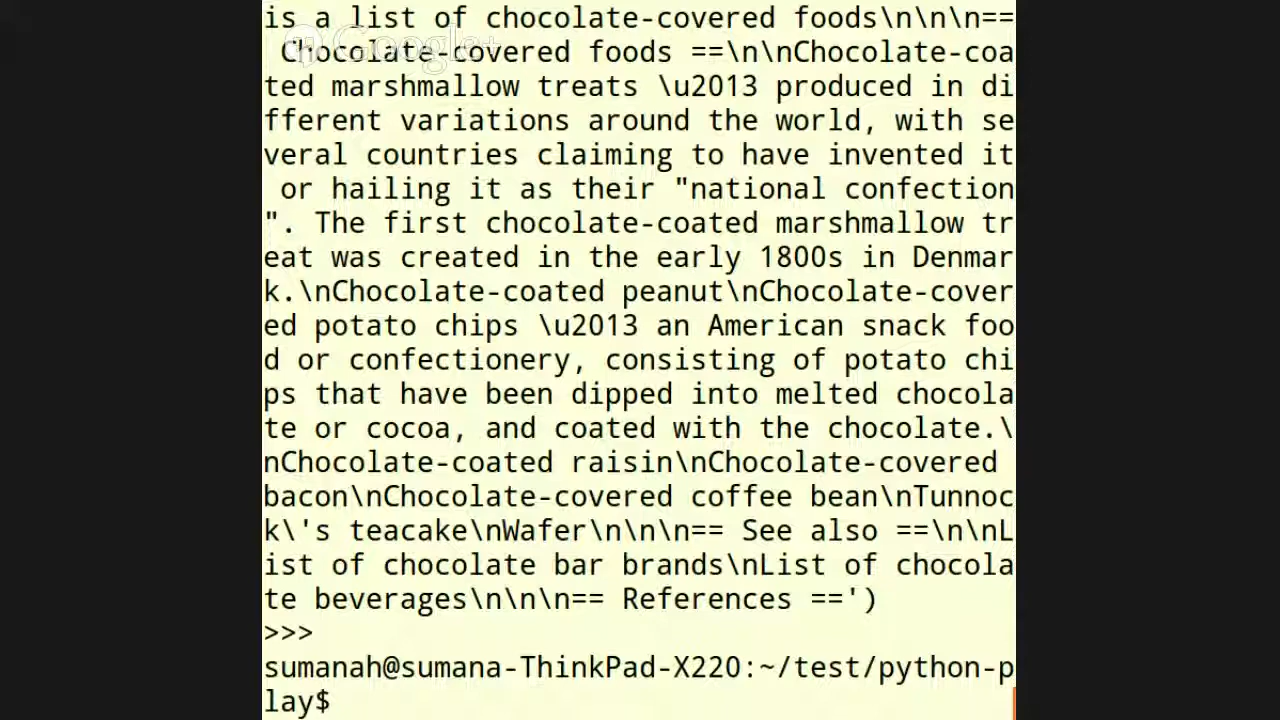 is a list of chocolate-covered foods\n\n\n==
Google+
 Chocolate-covered foods ==\n\nChocolate-coa
ted marshmallow treats \u2013 produced in di
fferent variations around the world, with se
veral countries claiming to have invented it
 or hailing it as their "national confection
". The first chocolate-coated marshmallow tr
eat was created in the early 1800s in Denmar
k.\nChocolate-coated peanut\nChocolate-cover
ed potato chips \u2013 an American snack foo
d or confectionery, consisting of potato chi
ps that have been dipped into melted chocola
te or cocoa, and coated with the chocolate.\
nChocolate-coated raisin\nChocolate-covered
bacon\nChocolate-covered coffee bean\nTunnoc
k\'s teacake\nWafer\n\n\n== See also ==\n\nL
ist of chocolate bar brands\nList of chocola
te beverages\n\n\n== References ==')
>>>
sumanah@sumana-ThinkPad-X220:~/test/python-p
lay$